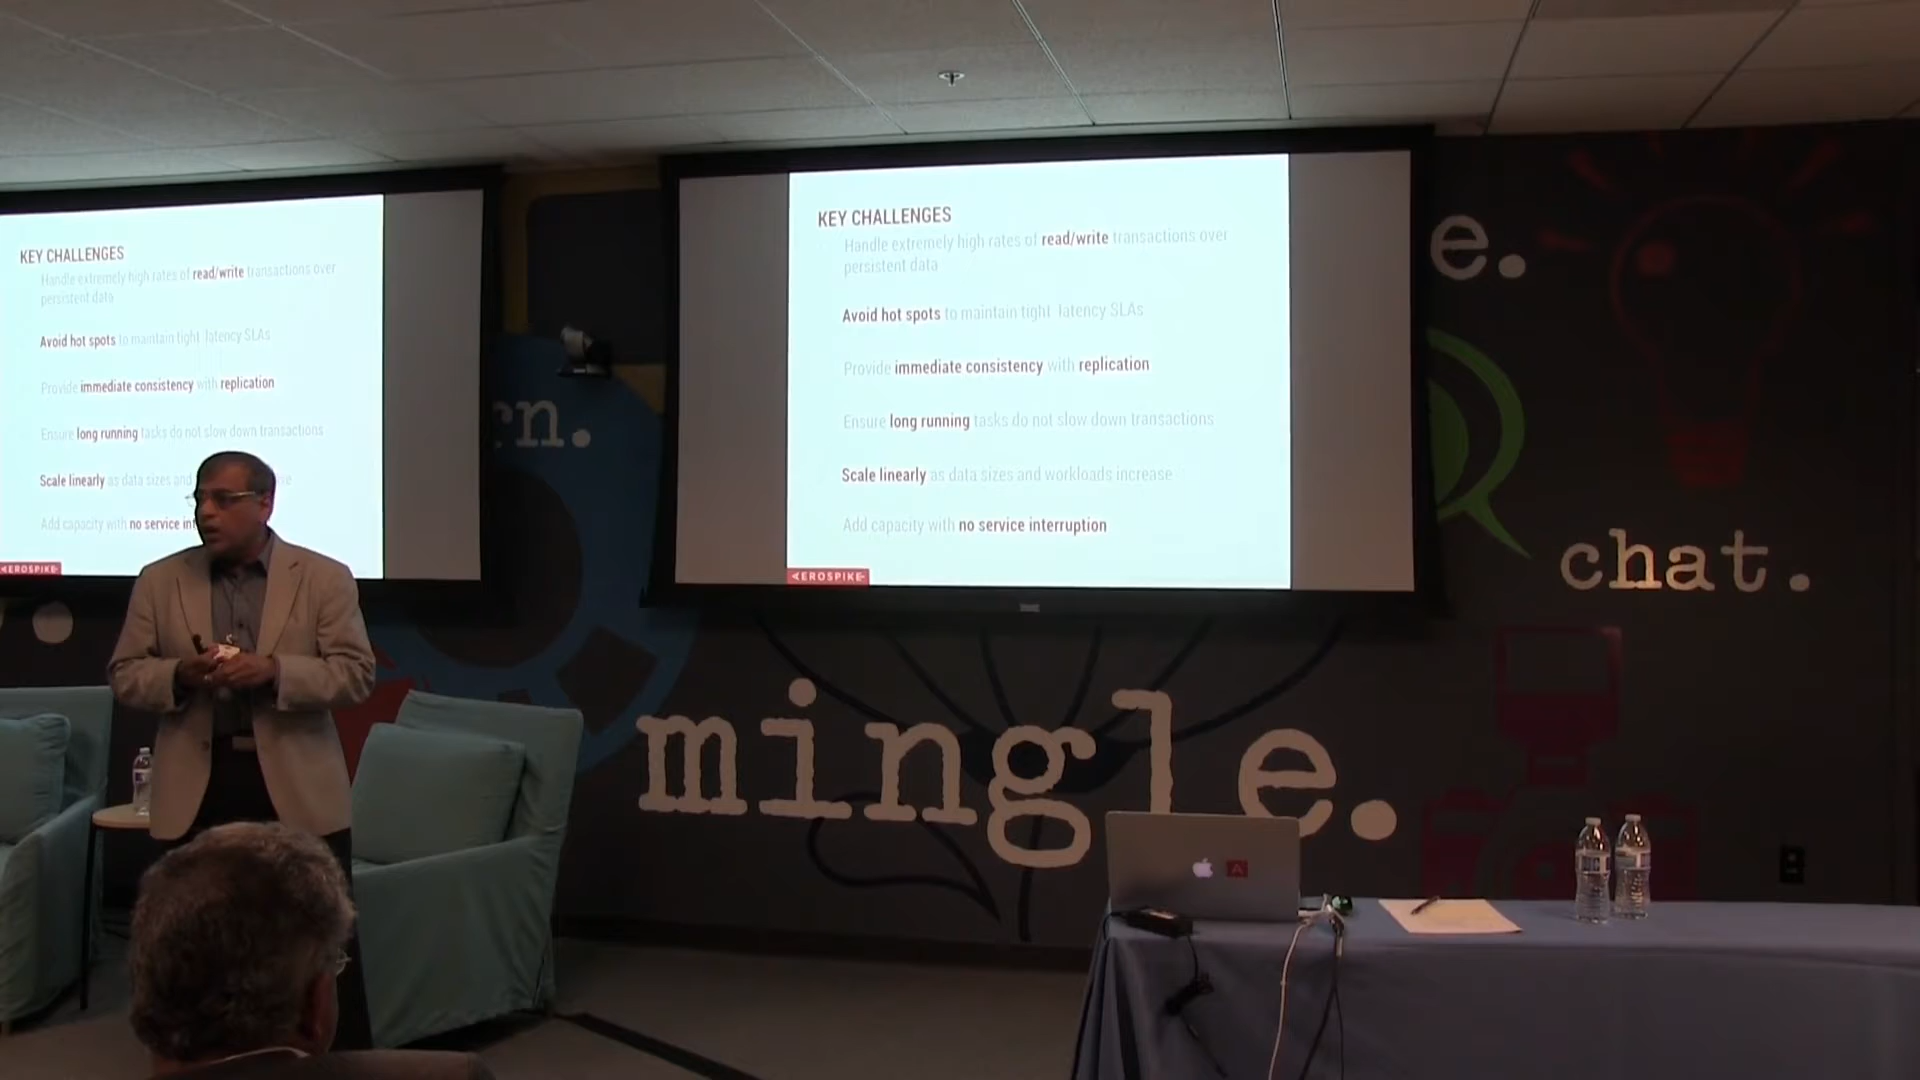 KEY CHALLENGES
Handle extremely high rates of read/write transactions over
persistent data
Avoid hot spots to maintain tight latency SLAs
Provide immediate consistency with replication
Ensure long running tasks do not slow down transactions
Scale linearly as data sizes and
Add capacity with no service int
AEROSPIKE
KEY CHALLENGES
Handle extremely high rates of read/write transactions over
persistent data
Avoid hot spots to maintain tight latency SLAs
Provide immediate consistency with replication
Ensure long running tasks do not slow down transactions
Scale linearly as data sizes and workloads increase
Add capacity with no service interruption
AEROSPIKE
e.
rn.
chat.
mingle.